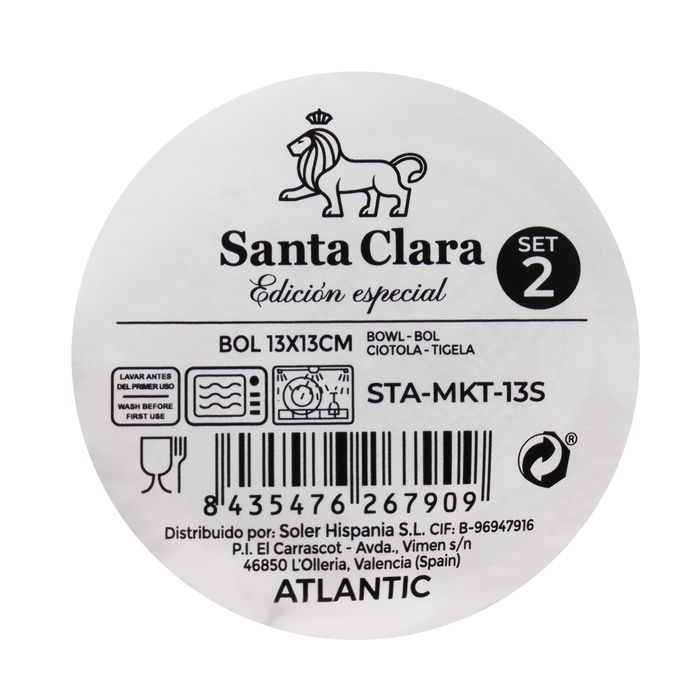 Santa Clara
Edición especial
SET
2
BOL 13X13CM
BOWL - BOL
CIOTOLA - TIGELA
LAVAR ANTES
DEL PRIMER USO
WASH BEFORE
FIRST USE
STA-MKT-13S
®
8 435476 267909
Distribuido por: Soler Hispania S.L. CIF: B-96947916
P.I. El Carrascot - Avda., Vimen s/n
46850 L'Olleria, Valencia (Spain)
ATLANTIC